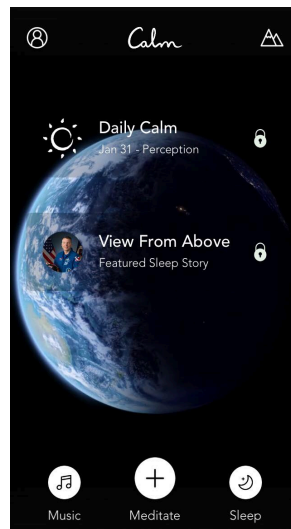 Calm
Daily Calm
Jan 31 - Perception
View From Above
Featured Sleep Story
Music
Meditate
Sleep